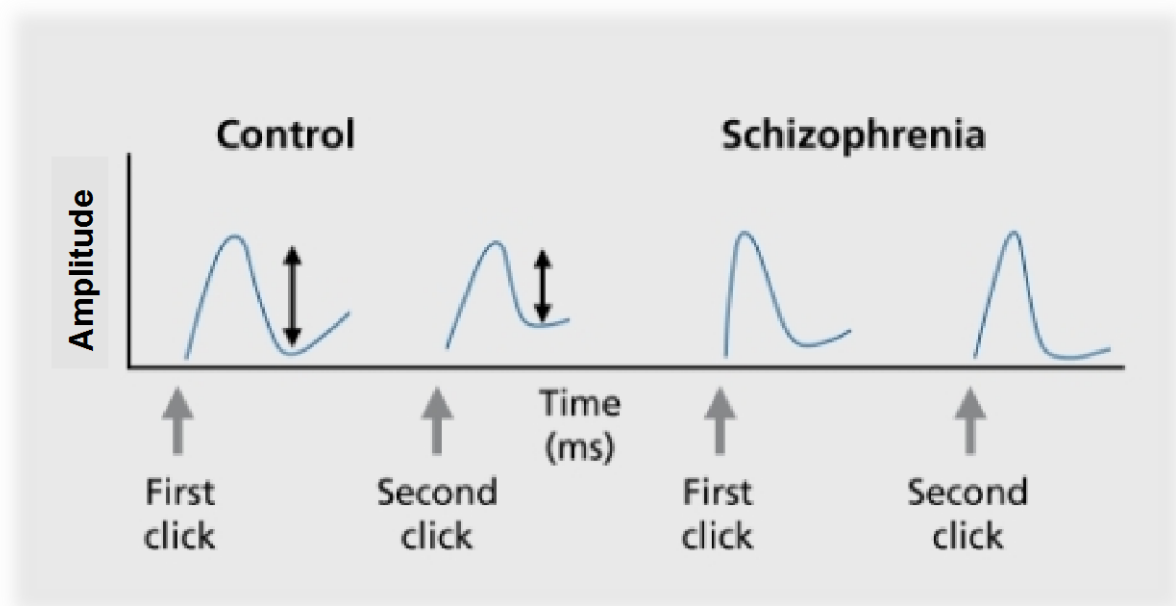 Control
Schizophrenia
Amplitude
Time
(ms)
First
click
Second
click
First
click
Second
click